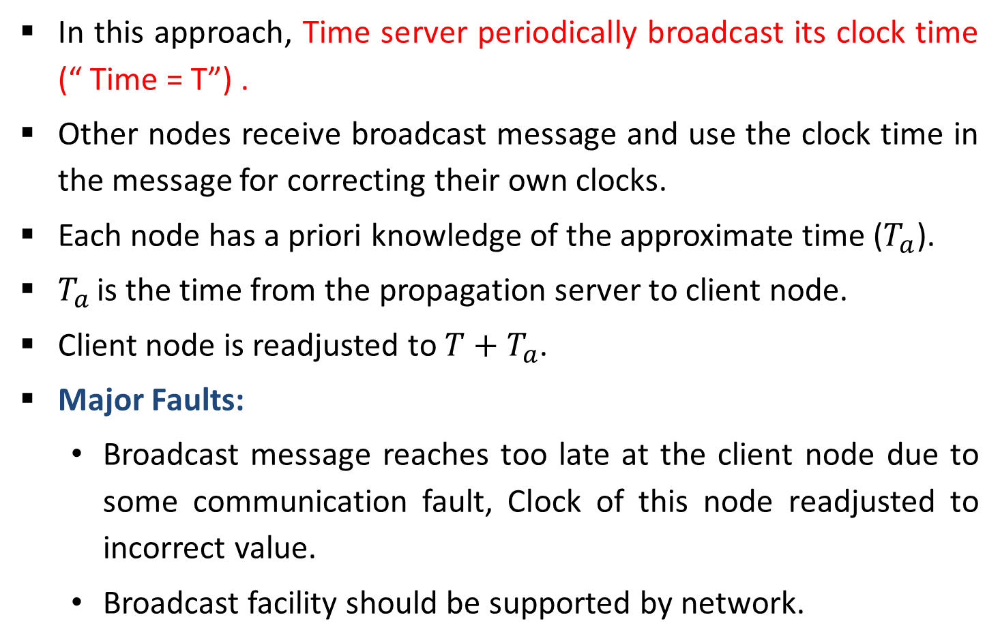 ▪ In this approach, Time server periodically broadcast its clock time
(“ Time = T”) .
▪ Other nodes receive broadcast message and use the clock time in
the message for correcting their own clocks.
▪ Each node has a priori knowledge of the approximate time (𝑇ₐ).
▪ 𝑇ₐ is the time from the propagation server to client node.
▪ Client node is readjusted to 𝑇 + 𝑇ₐ.
▪ Major Faults:
• Broadcast message reaches too late at the client node due to
some communication fault, Clock of this node readjusted to
incorrect value.
• Broadcast facility should be supported by network.